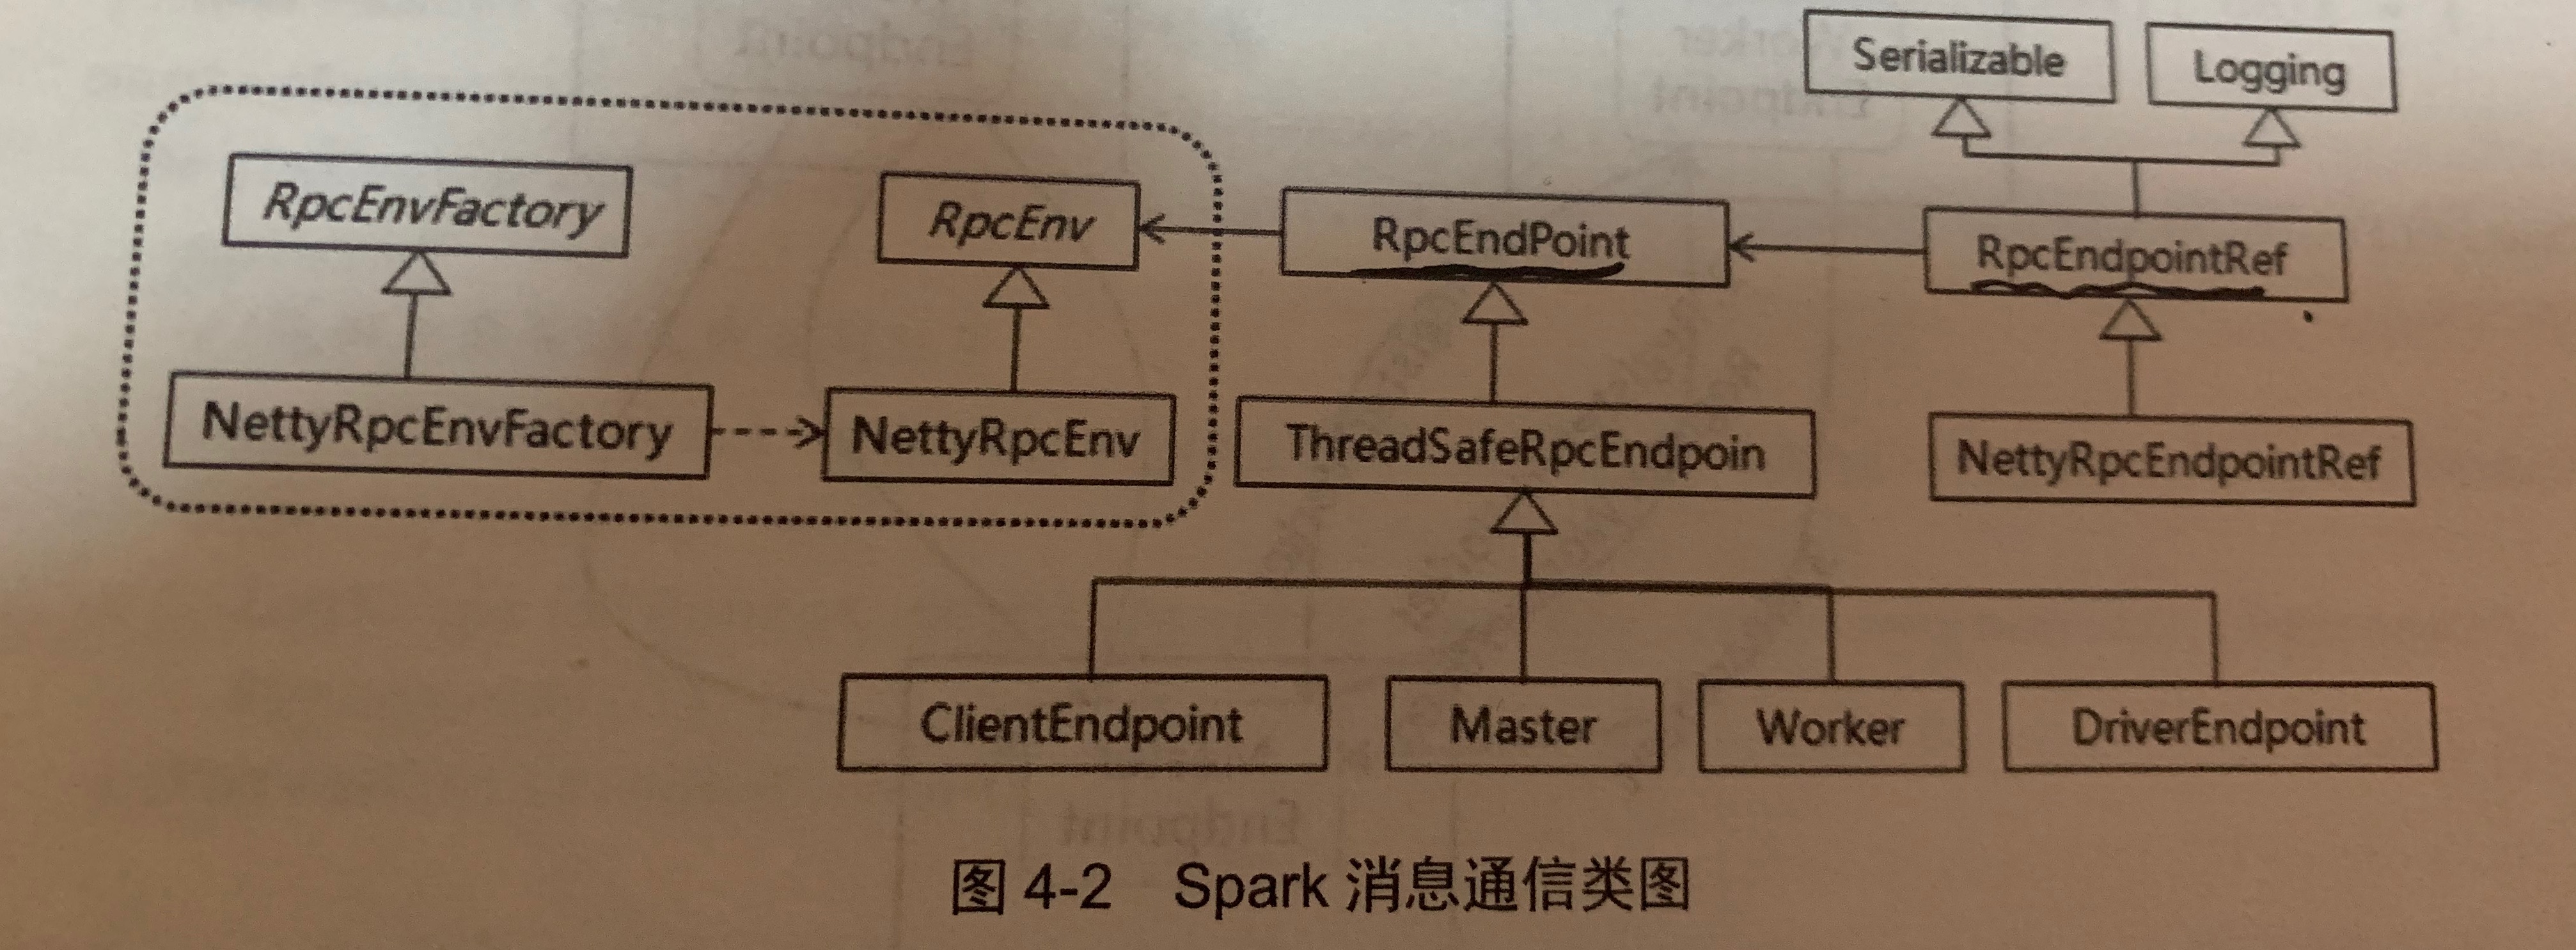 Serializable
Logging
RpcEnvFactory
RpcEnv
RpcEndPoint
RpcEndpointRef
NettyRpcEnvFactory
NettyRpcEnv
ThreadSafeRpcEndpoin
NettyRpcEndpointRef
ClientEndpoint
Master
Worker
DriverEndpoint
图 4-2 Spark 消息通信类图